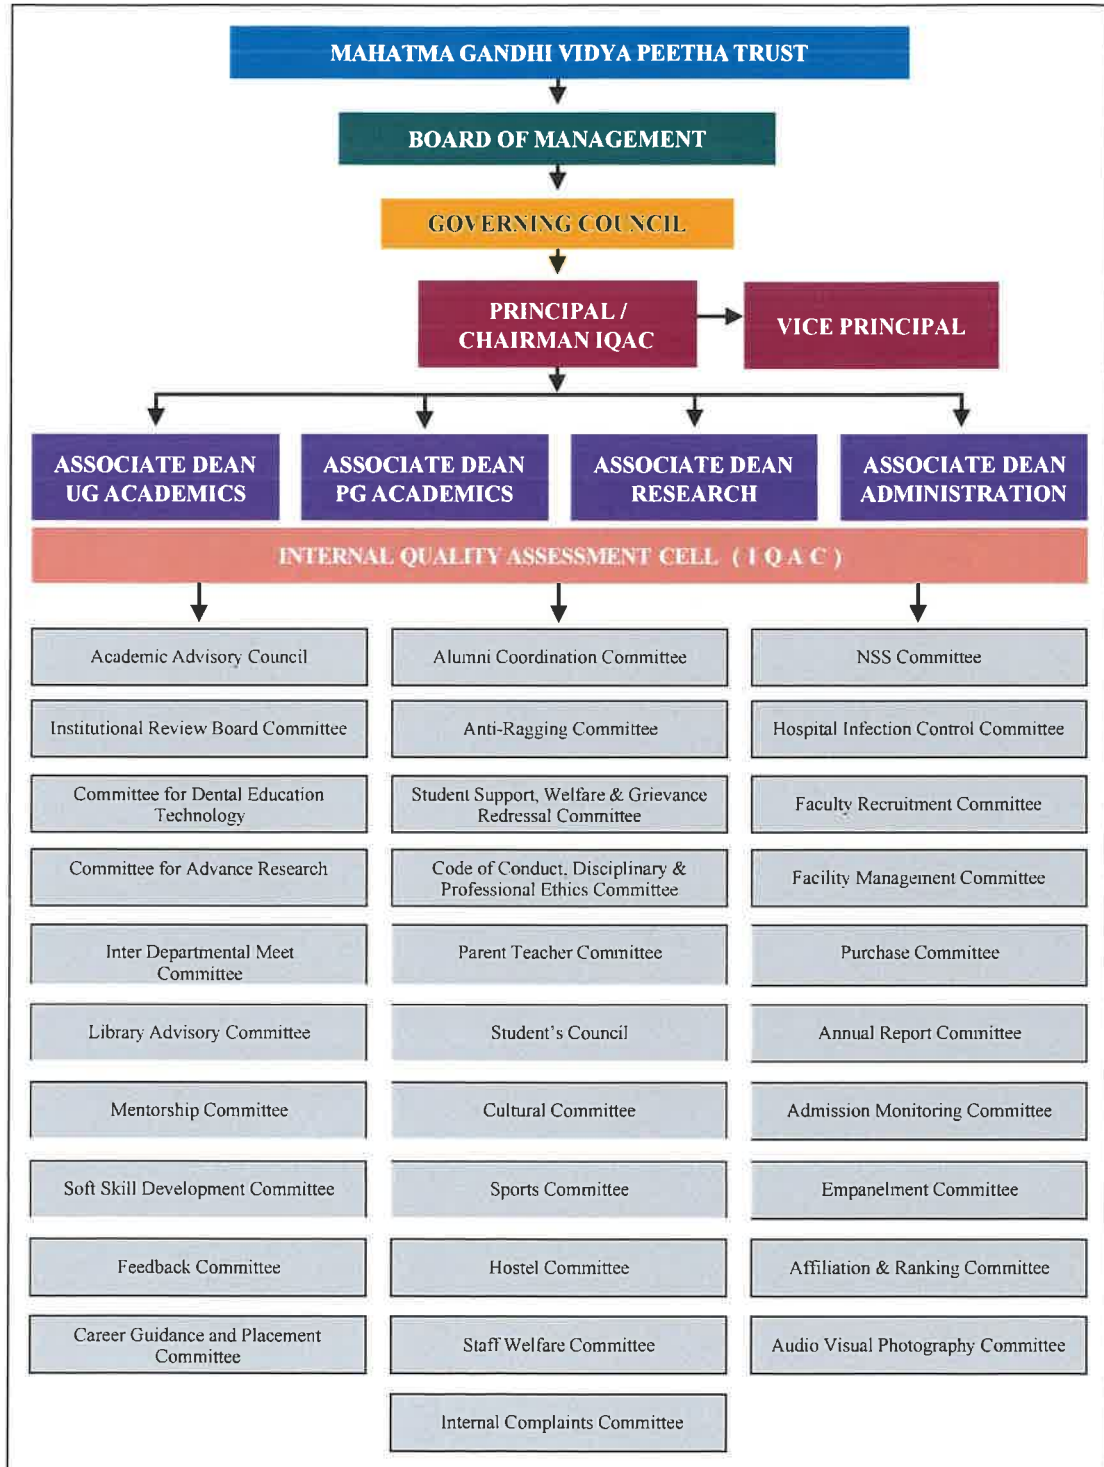 MAHATMA GANDHI VIDYA PEETHA TRUST
BOARD OF MANAGEMENT
GOVERNING COUNCIL
PRINCIPAL /
CHAIRMAN IQAC
VICE PRINCIPAL
ASSOCIATE DEAN
UG ACADEMICS
ASSOCIATE DEAN
PG ACADEMICS
ASSOCIATE DEAN
RESEARCH
ASSOCIATE DEAN
ADMINISTRATION
INTERNAL QUALITY ASSESSMENT CELL ( I Q A C )
Academic Advisory Council
Institutional Review Board Committee
Committee for Dental Education
Technology
Committee for Advance Research
Inter Departmental Meet
Committee
Library Advisory Committee
Mentorship Committee
Soft Skill Development Committee
Feedback Committee
Career Guidance and Placement
Committee
Alumni Coordination Committee
Anti-Ragging Committee
Student Support, Welfare & Grievance
Redressal Committee
Code of Conduct, Disciplinary &
Professional Ethics Committee
Parent Teacher Committee
Student's Council
Cultural Committee
Sports Committee
Hostel Committee
Staff Welfare Committee
Internal Complaints Committee
NSS Committee
Hospital Infection Control Committee
Faculty Recruitment Committee
Facility Management Committee
Purchase Committee
Annual Report Committee
Admission Monitoring Committee
Empanelment Committee
Affiliation & Ranking Committee
Audio Visual Photography Committee